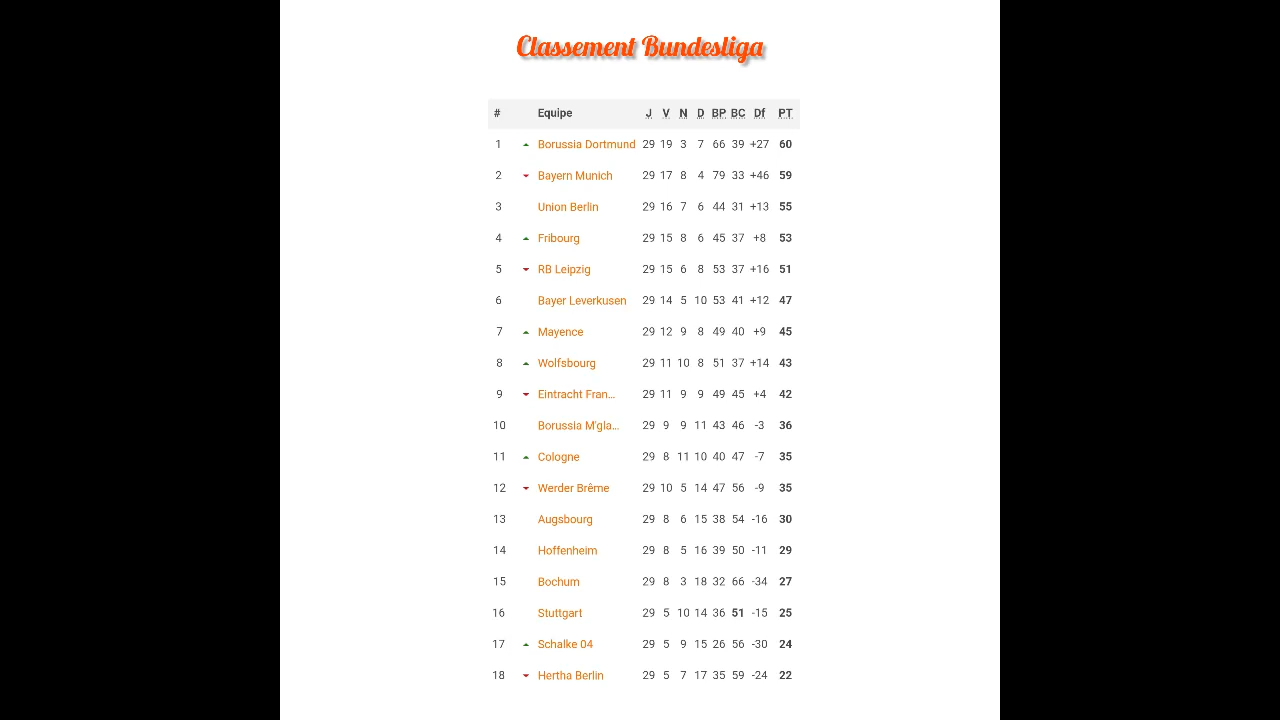 Classement Bundesliga
# Equipe J V N D BP BC Df PT
1 Borussia Dortmund 29 19 3 7 66 39 +27 60
2 Bayern Munich 29 17 8 4 79 33 +46 59
3 Union Berlin 29 16 7 6 44 31 +13 55
4 Fribourg 29 15 8 6 45 37 +8 53
5 RB Leipzig 29 15 6 8 53 37 +16 51
6 Bayer Leverkusen 29 14 5 10 53 41 +12 47
7 Mayence 29 12 9 8 49 40 +9 45
8 Wolfsbourg 29 11 10 8 51 37 +14 43
9 Eintracht Fran... 29 11 9 9 49 45 +4 42
10 Borussia M'gla... 29 9 9 11 43 46 -3 36
11 Cologne 29 8 11 10 40 47 -7 35
12 Werder Brême 29 10 5 14 47 56 -9 35
13 Augsbourg 29 8 6 15 38 54 -16 30
14 Hoffenheim 29 8 5 16 39 50 -11 29
15 Bochum 29 8 3 18 32 66 -34 27
16 Stuttgart 29 5 10 14 36 51 -15 25
17 Schalke 04 29 5 9 15 26 56 -30 24
18 Hertha Berlin 29 5 7 17 35 59 -24 22